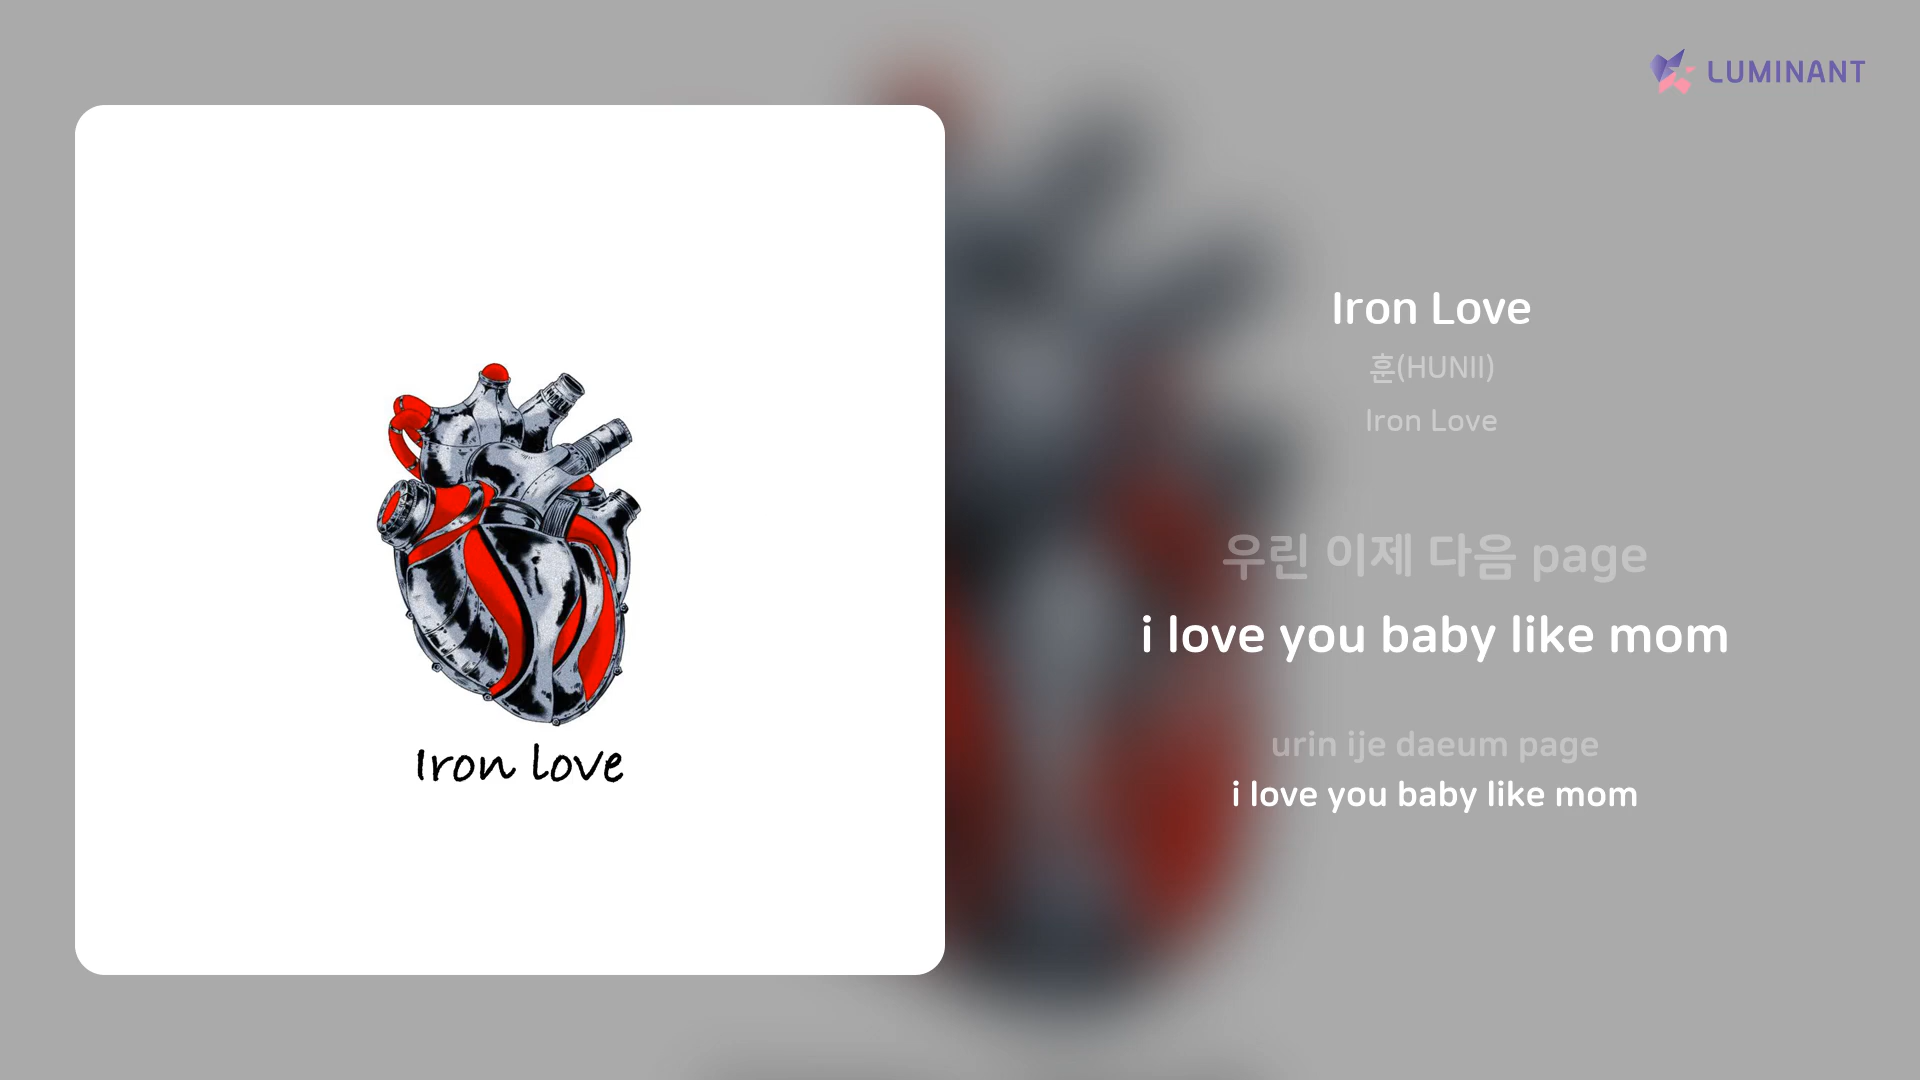 LUMINANT
Iron love
Iron Love
훈(HUNII)
Iron Love
우린 이제 다음 page
i love you baby like mom
urin ije daeum page
i love you baby like mom